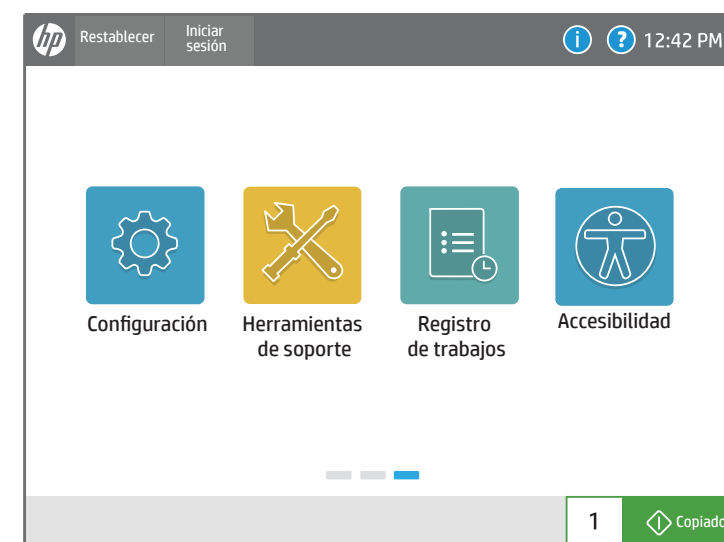 hp
Restablecer
Iniciar
sesión
i
?
12:42 PM
Configuración
Herramientas
de soporte
Registro
de trabajos
Accesibilidad
1
Copiado